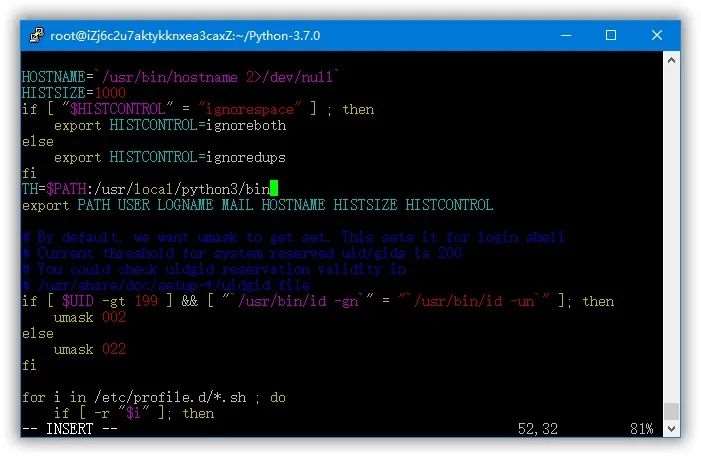 root@iZj6c2u7aktykknxea3caxZ:~/Python-3.7.0
HOSTNAME=`/usr/bin/hostname 2>/dev/null`
HISTSIZE=1000
if [ "$HISTCONTROL" = "ignorespace" ] ; then
    export HISTCONTROL=ignoreboth
else
    export HISTCONTROL=ignoredups
fi
TH=$PATH:/usr/local/python3/bin
export PATH USER LOGNAME MAIL HOSTNAME HISTSIZE HISTCONTROL
# By default, we want umask to get set. This sets it for login shell
# Current threshold for system reserved uid/gids is 200
# You could check uidgid reservation validity in
# /usr/share/doc/setup-*/uidgid file
if [ $UID -gt 199 ] && [ "`/usr/bin/id -gn`" = "`/usr/bin/id -un`" ]; then
    umask 002
else
    umask 022
fi
for i in /etc/profile.d/*.sh ; do
    if [ -r "$i" ]; then
-- INSERT -- 52,32 81%